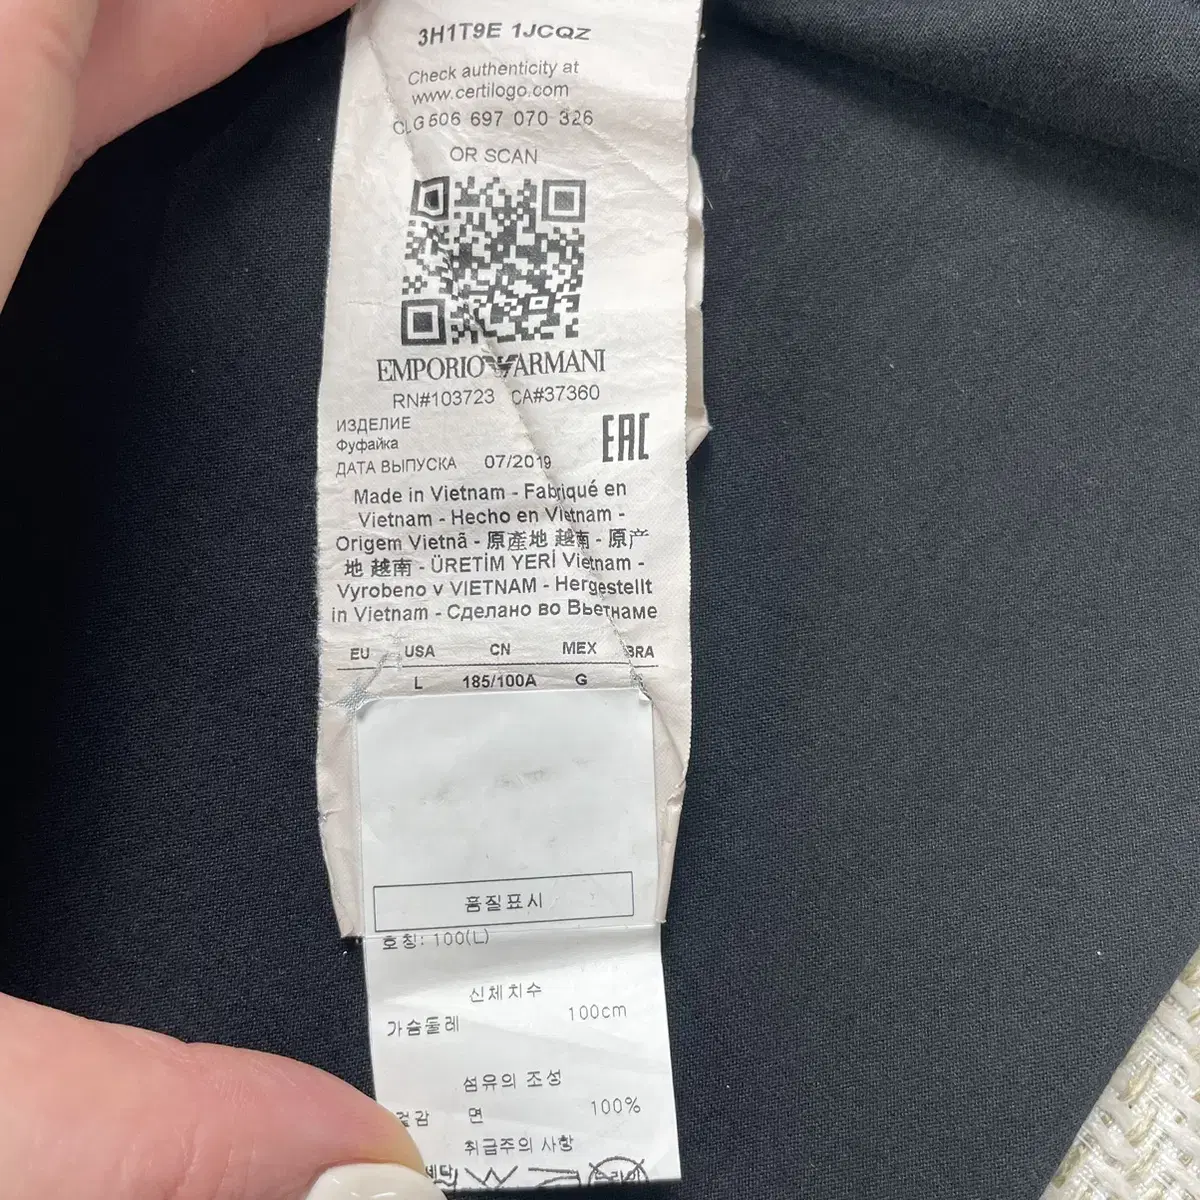 3H1T9E 1JCQZ
Check authenticity at
www.certilogo.com
CLG 506 697 070 326
OR SCAN
EMPORIO ARMANI
RN#103723 CA#37360
ИЗДЕЛИЕ
Фуфайка
ДАТА ВЫПУСКА 07/2019
EAC
Made in Vietnam - Fabriqué en
Vietnam - Hecho en Vietnam -
Origem Vietnã - 原產地 越南 - 原产
地 越南 - ÜRETİM YERİ Vietnam -
Vyrobeno v VIETNAM - Hergestellt
in Vietnam - Сделано во Вьетнаме
EU USA CN MEX BRA
L 185/100A G
품질표시
호칭: 100(L)
신체치수
가슴둘레 100cm
섬유의 조성
겉감 면 100%
취급주의 사항